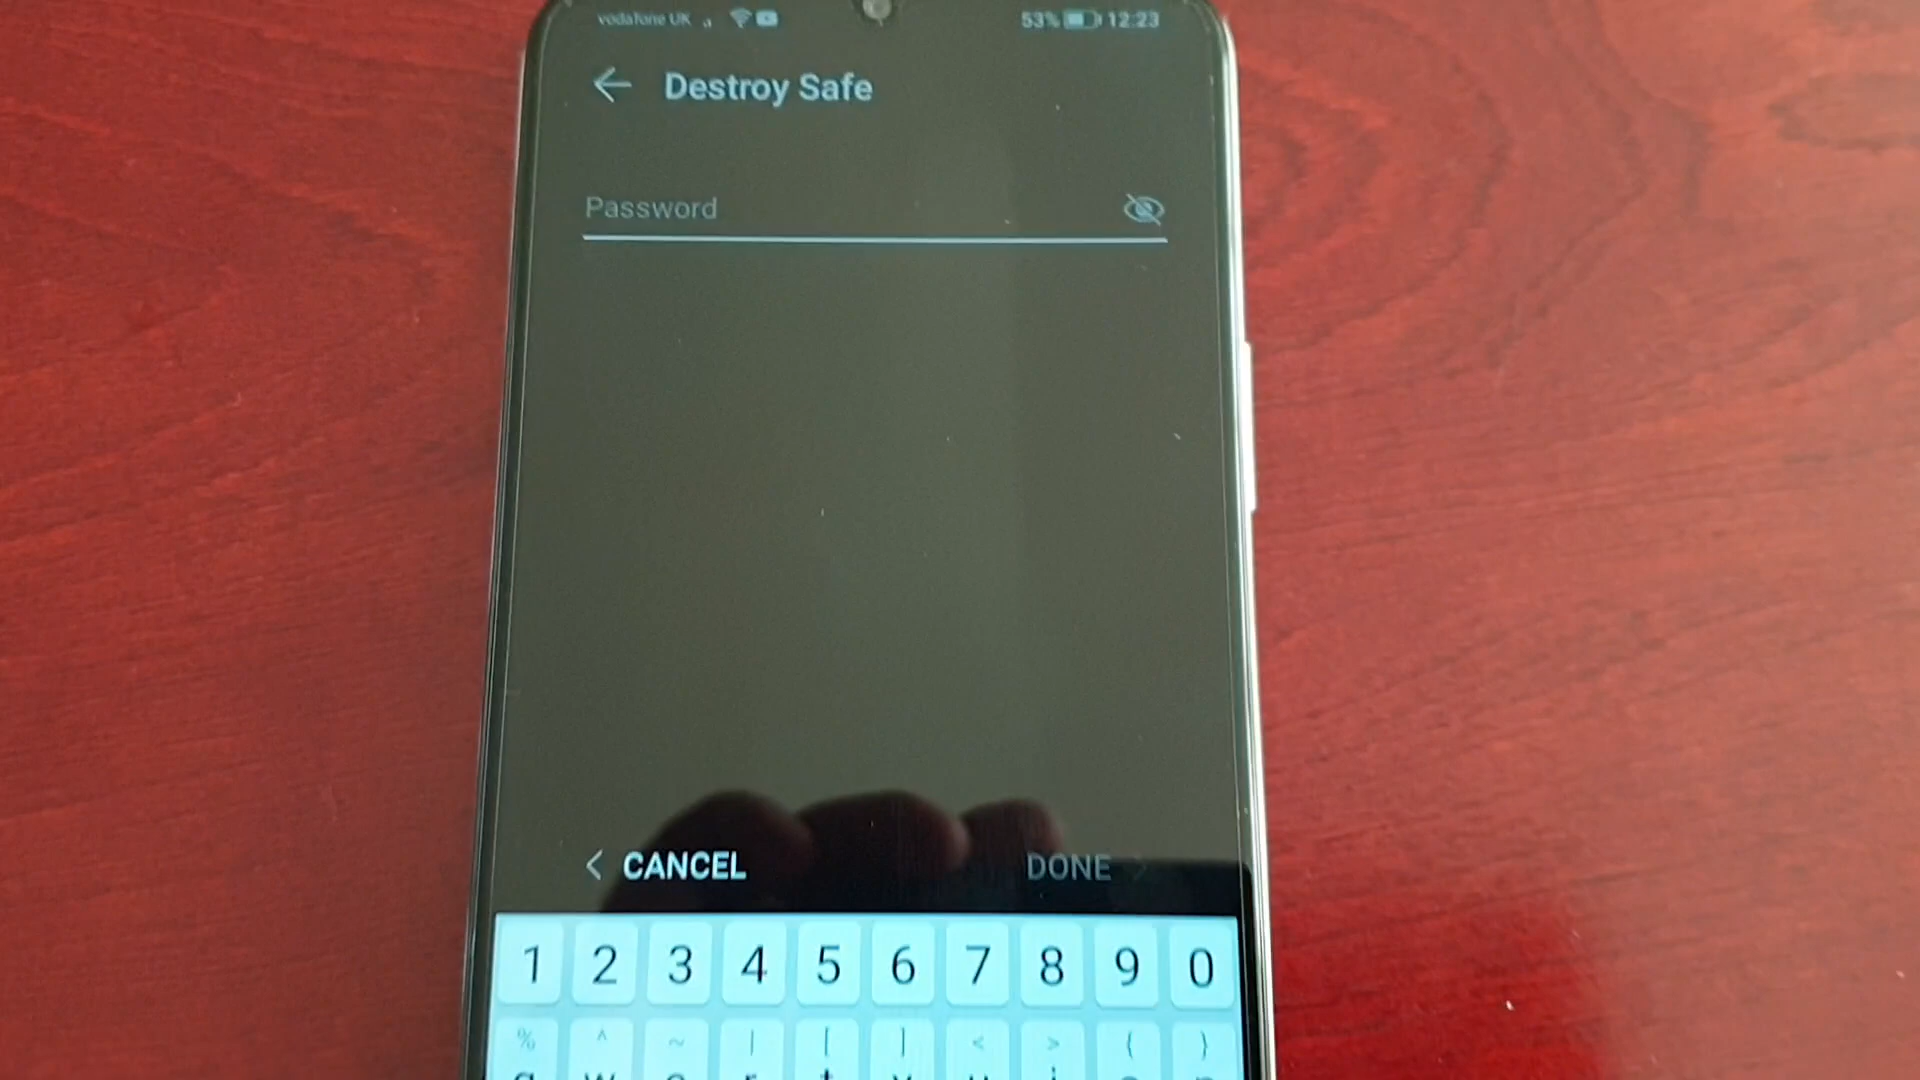 vodafone UK 53% 12:23
Destroy Safe
Password
CANCEL DONE
1 2 3 4 5 6 7 8 9 0
% ^ ~ | [ ] < > { }